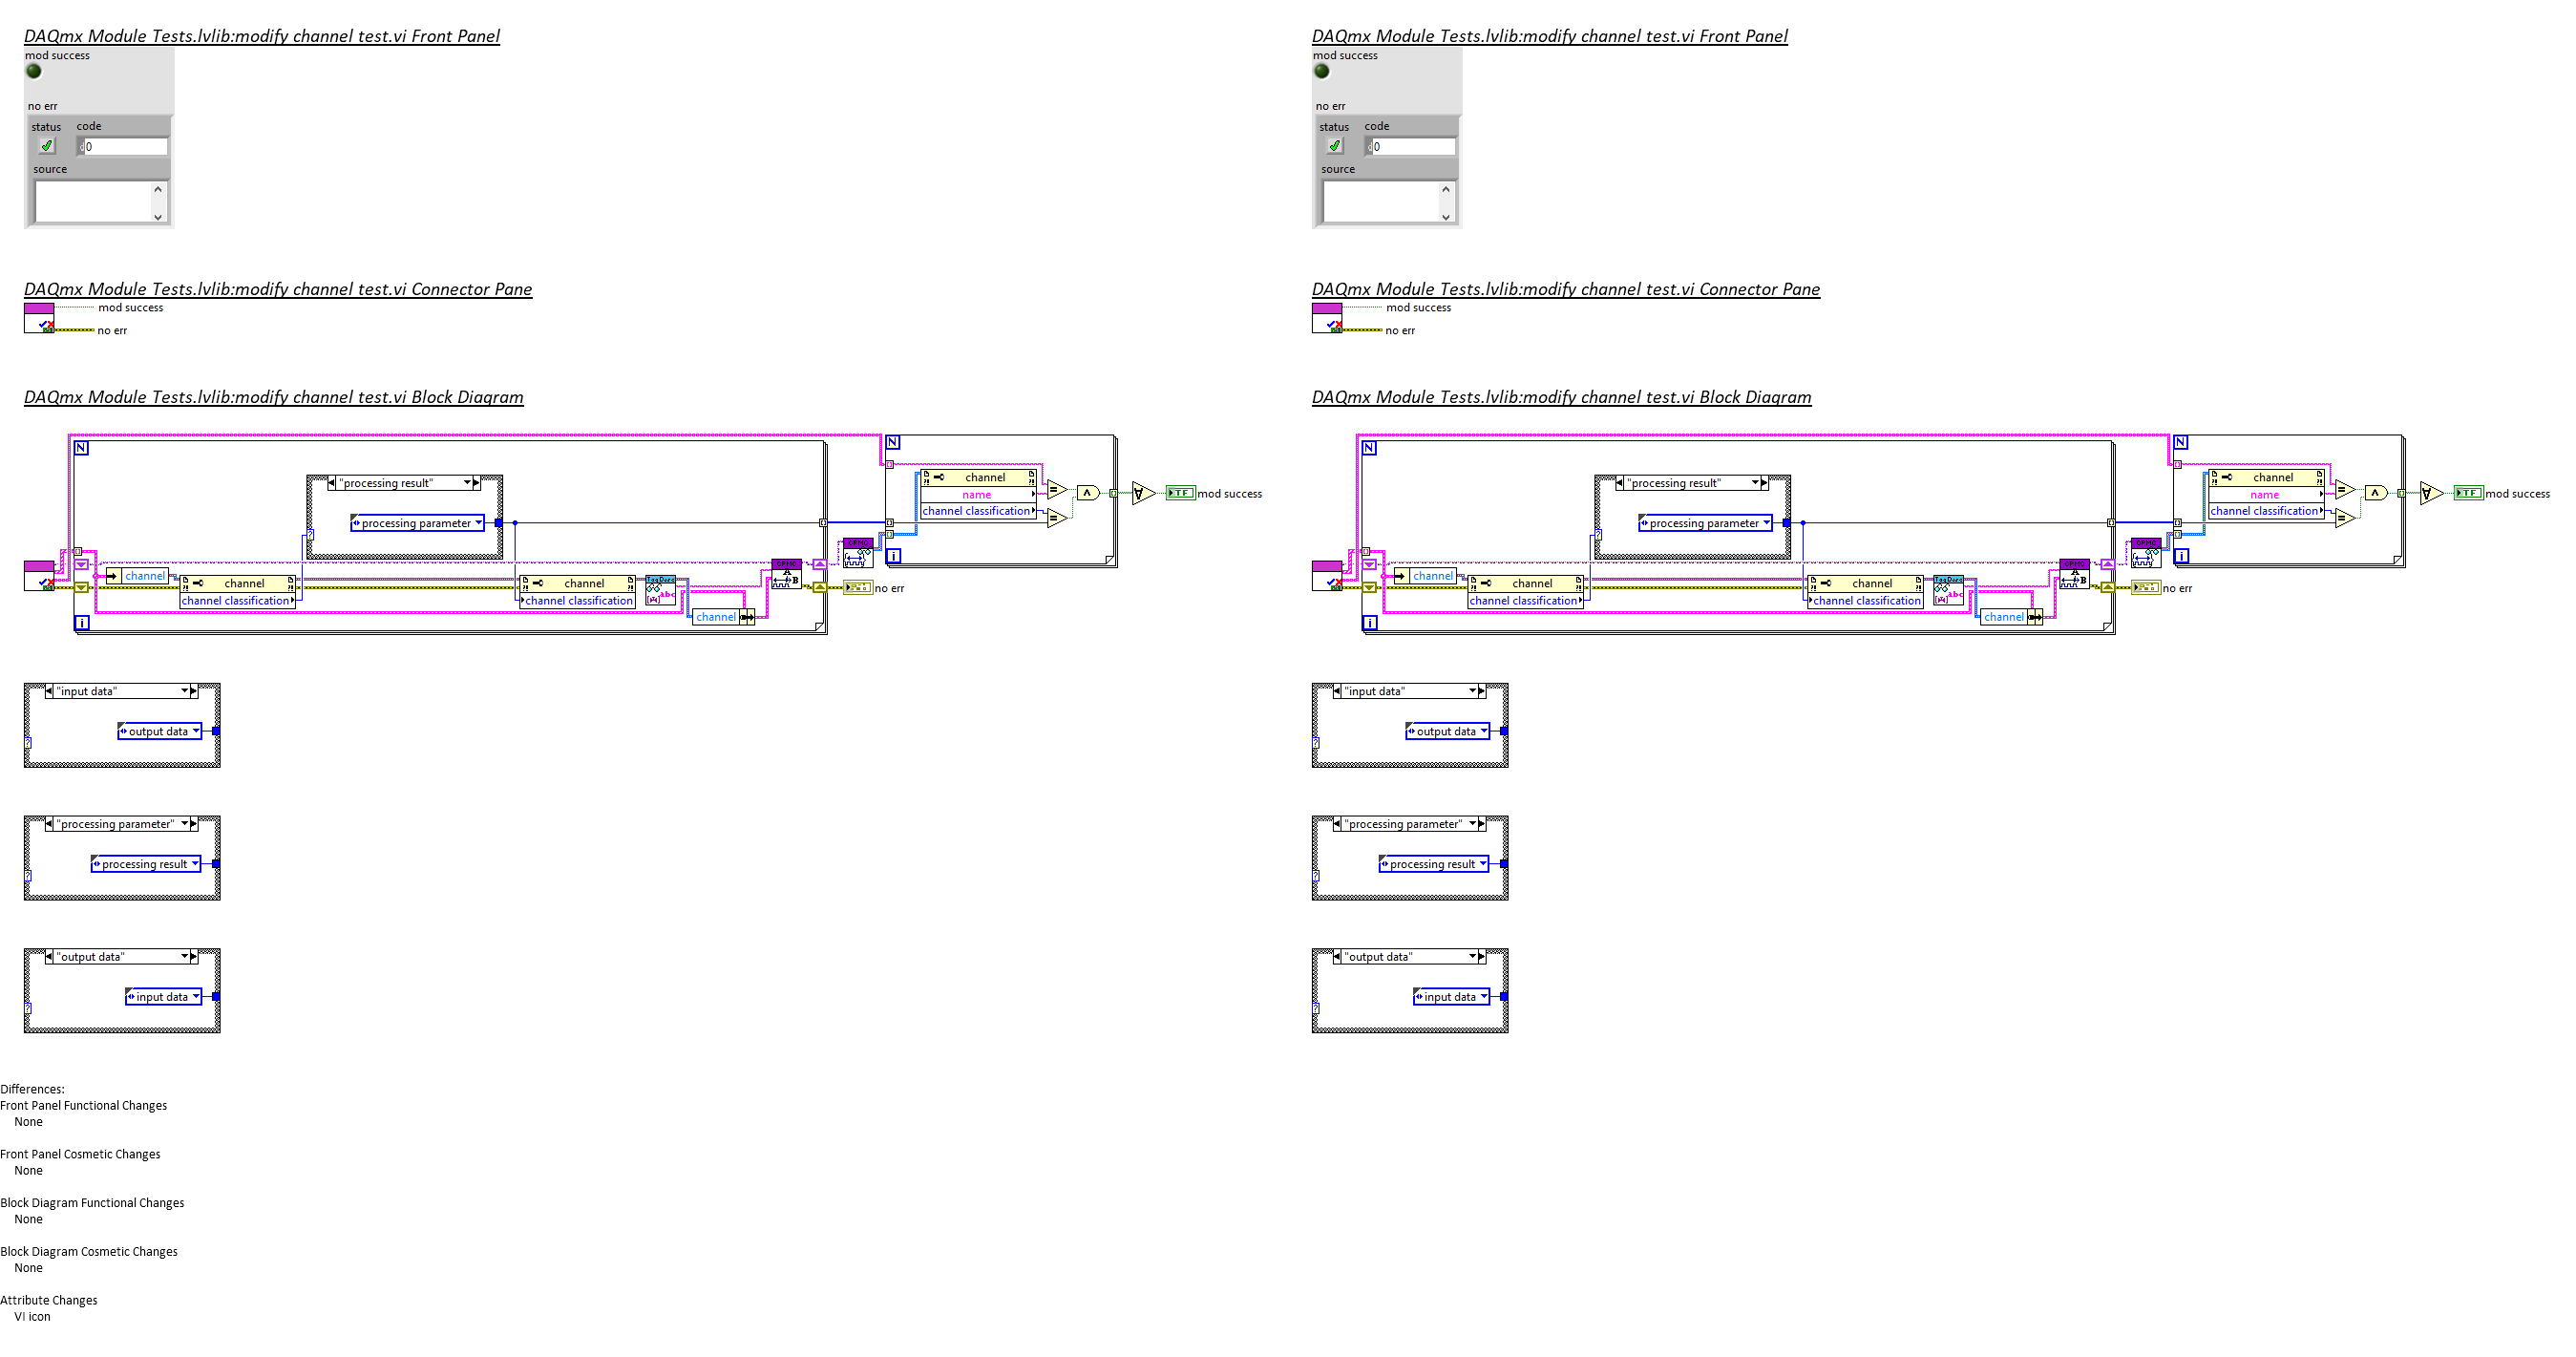 DAQmx Module Tests.lvlib:modify channel test.vi Front Panel
mod success
no err
status code
0
source
DAQmx Module Tests.lvlib:modify channel test.vi Connector Pane
mod success
no err
DAQmx Module Tests.lvlib:modify channel test.vi Block Diagram
N
N
"processing result"
channel
name
channel classification
TF
mod success
processing parameter
?
i
channel
channel
channel classification
channel
channel classification
no err
channel
i
"input data"
output data
?
"processing parameter"
processing result
?
"output data"
input data
?
Differences:
Front Panel Functional Changes
None
Front Panel Cosmetic Changes
None
Block Diagram Functional Changes
None
Block Diagram Cosmetic Changes
None
Attribute Changes
VI icon
DAQmx Module Tests.lvlib:modify channel test.vi Front Panel
mod success
no err
status code
0
source
DAQmx Module Tests.lvlib:modify channel test.vi Connector Pane
mod success
no err
DAQmx Module Tests.lvlib:modify channel test.vi Block Diagram
N
N
"processing result"
channel
name
channel classification
TF
mod success
processing parameter
?
i
channel
channel
channel classification
channel
channel classification
no err
channel
i
"input data"
output data
?
"processing parameter"
processing result
?
"output data"
input data
?